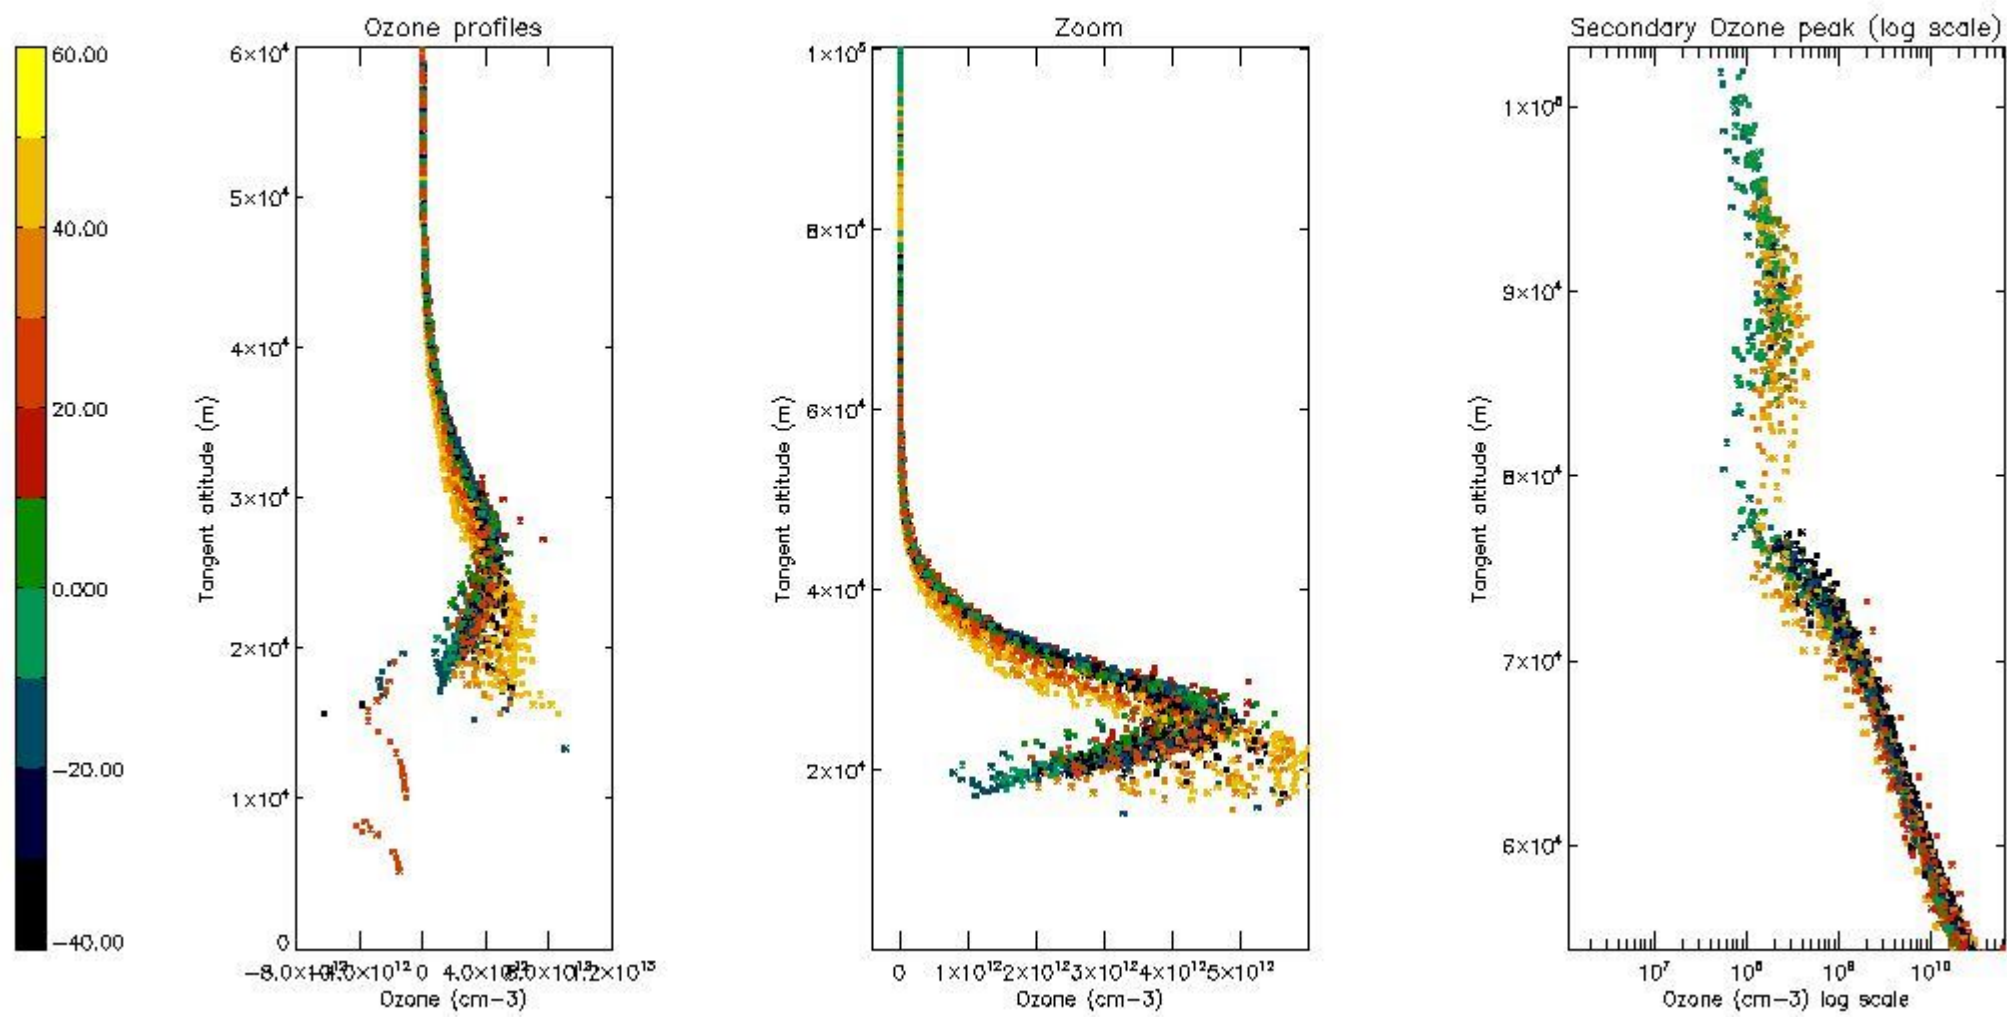 Ozone profiles
Zoom
Secondary Ozone peak (log scale)
60.00
40.00
20.00
0.000
−20.00
−40.00
6×10⁴
5×10⁴
4×10⁴
3×10⁴
2×10⁴
1×10⁴
0
Tangent altitude (m)
0
Ozone (cm−3)
1×10⁵
8×10⁴
6×10⁴
4×10⁴
2×10⁴
Tangent altitude (m)
0 1×10¹² 2×10¹² 3×10¹² 4×10¹² 5×10¹²
Ozone (cm−3)
9×10⁴
8×10⁴
7×10⁴
6×10⁴
Tangent altitude (m)
10⁷ 10⁸ 10⁹ 10¹⁰
Ozone (cm−3) log scale